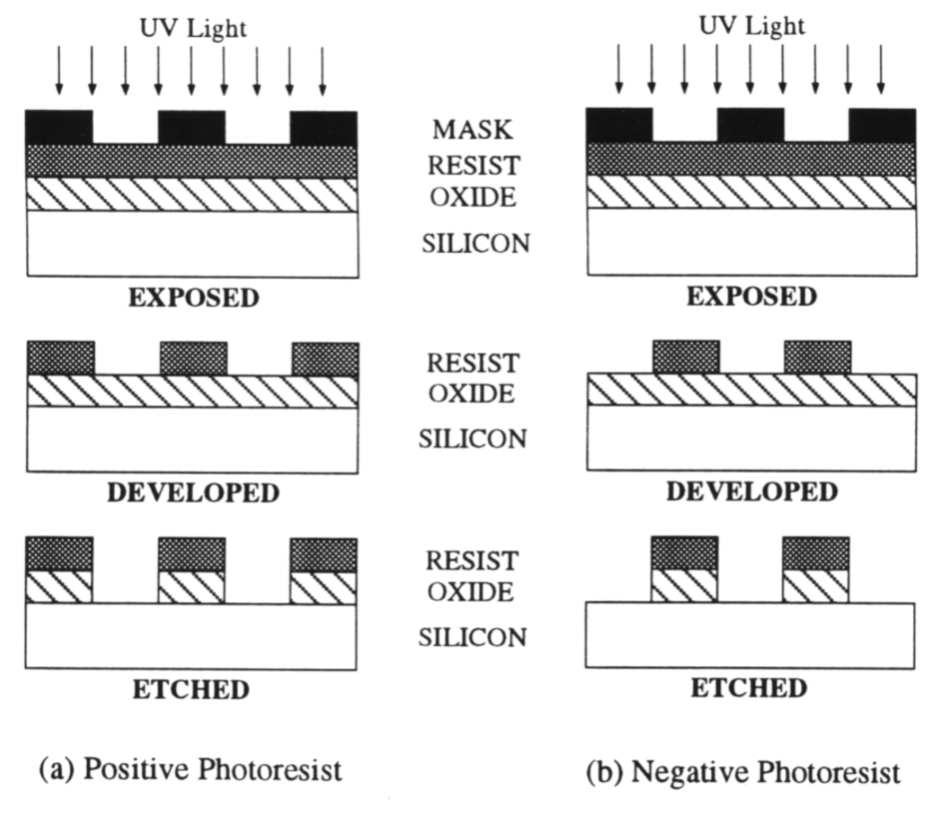 UV Light
UV Light
MASK
RESIST
OXIDE
SILICON
EXPOSED
EXPOSED
RESIST
OXIDE
SILICON
DEVELOPED
DEVELOPED
RESIST
OXIDE
SILICON
ETCHED
ETCHED
(a) Positive Photoresist
(b) Negative Photoresist